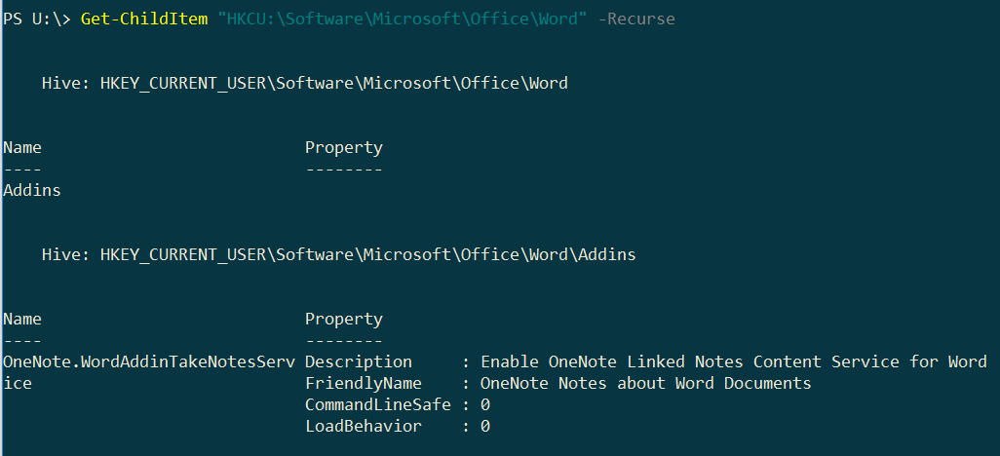 PS U:\> Get-ChildItem "HKCU:\Software\Microsoft\Office\Word" -Recurse
Hive: HKEY_CURRENT_USER\Software\Microsoft\Office\Word
Name                           Property
----                           --------
Addins
Hive: HKEY_CURRENT_USER\Software\Microsoft\Office\Word\Addins
Name                           Property
----                           --------
OneNote.WordAddinTakeNotesServ Description     : Enable OneNote Linked Notes Content Service for Word
ice                            FriendlyName    : OneNote Notes about Word Documents
                               CommandLineSafe : 0
                               LoadBehavior    : 0